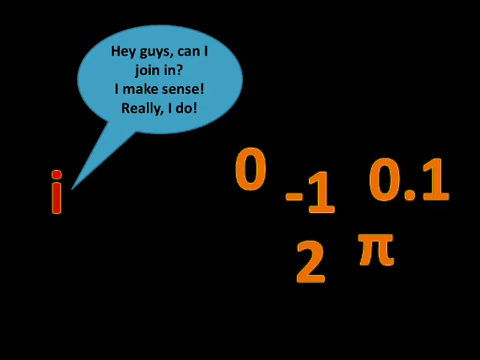 Hey guys, can I
join in?
I make sense!
Really, I do!
i
0
-1
0.1
2
π